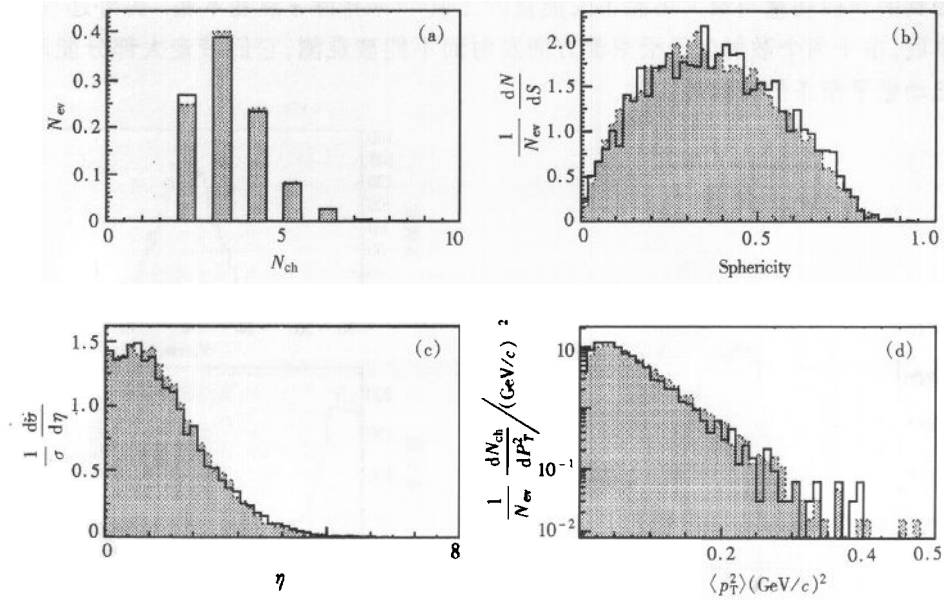 (a)
N_ev
0.4
0.3
0.2
0.1
0
0
5
10
N_ch
(b)
1/N_ev dN/dS
2.0
1.5
1.0
0.5
0
0
0.5
1.0
Sphericity
(c)
1/σ dσ/dη
1.5
1.0
0.5
0
0
8
η
(d)
1/N_ev dN_ch/dP_T^2 /(GeV/c)^2
10
10^-1
10^-2
0.2
0.4
0.5
⟨p_T^2⟩(GeV/c)^2